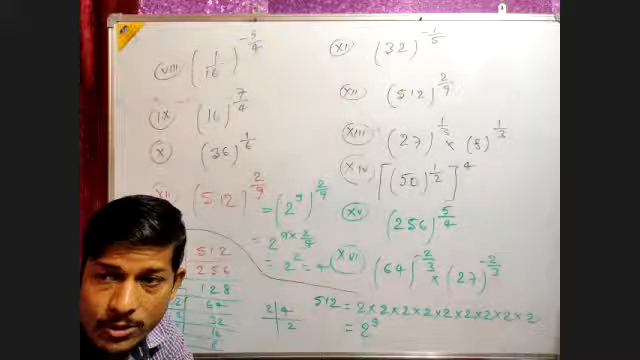 VIII (1/16)^{-5/4}
IX (16)^{7/4}
X (36)^{1/6}
XII (512)^{2/9} = (2^9)^{2/9}
= 2^{9×2/9}
= 2^2 = 4
512
256
128
2 64
2 32
16
8
2 4
2
XI (32)^{-1/5}
XII (512)^{2/9}
XIII (27)^{1/3} × (8)^{1/3}
XIV [(50)^{1/2}]^4
XV (256)^{5/4}
XVI (64)^{-2/3} × (27)^{-2/3}
512 = 2×2×2×2×2×2×2×2×2
= 2^9